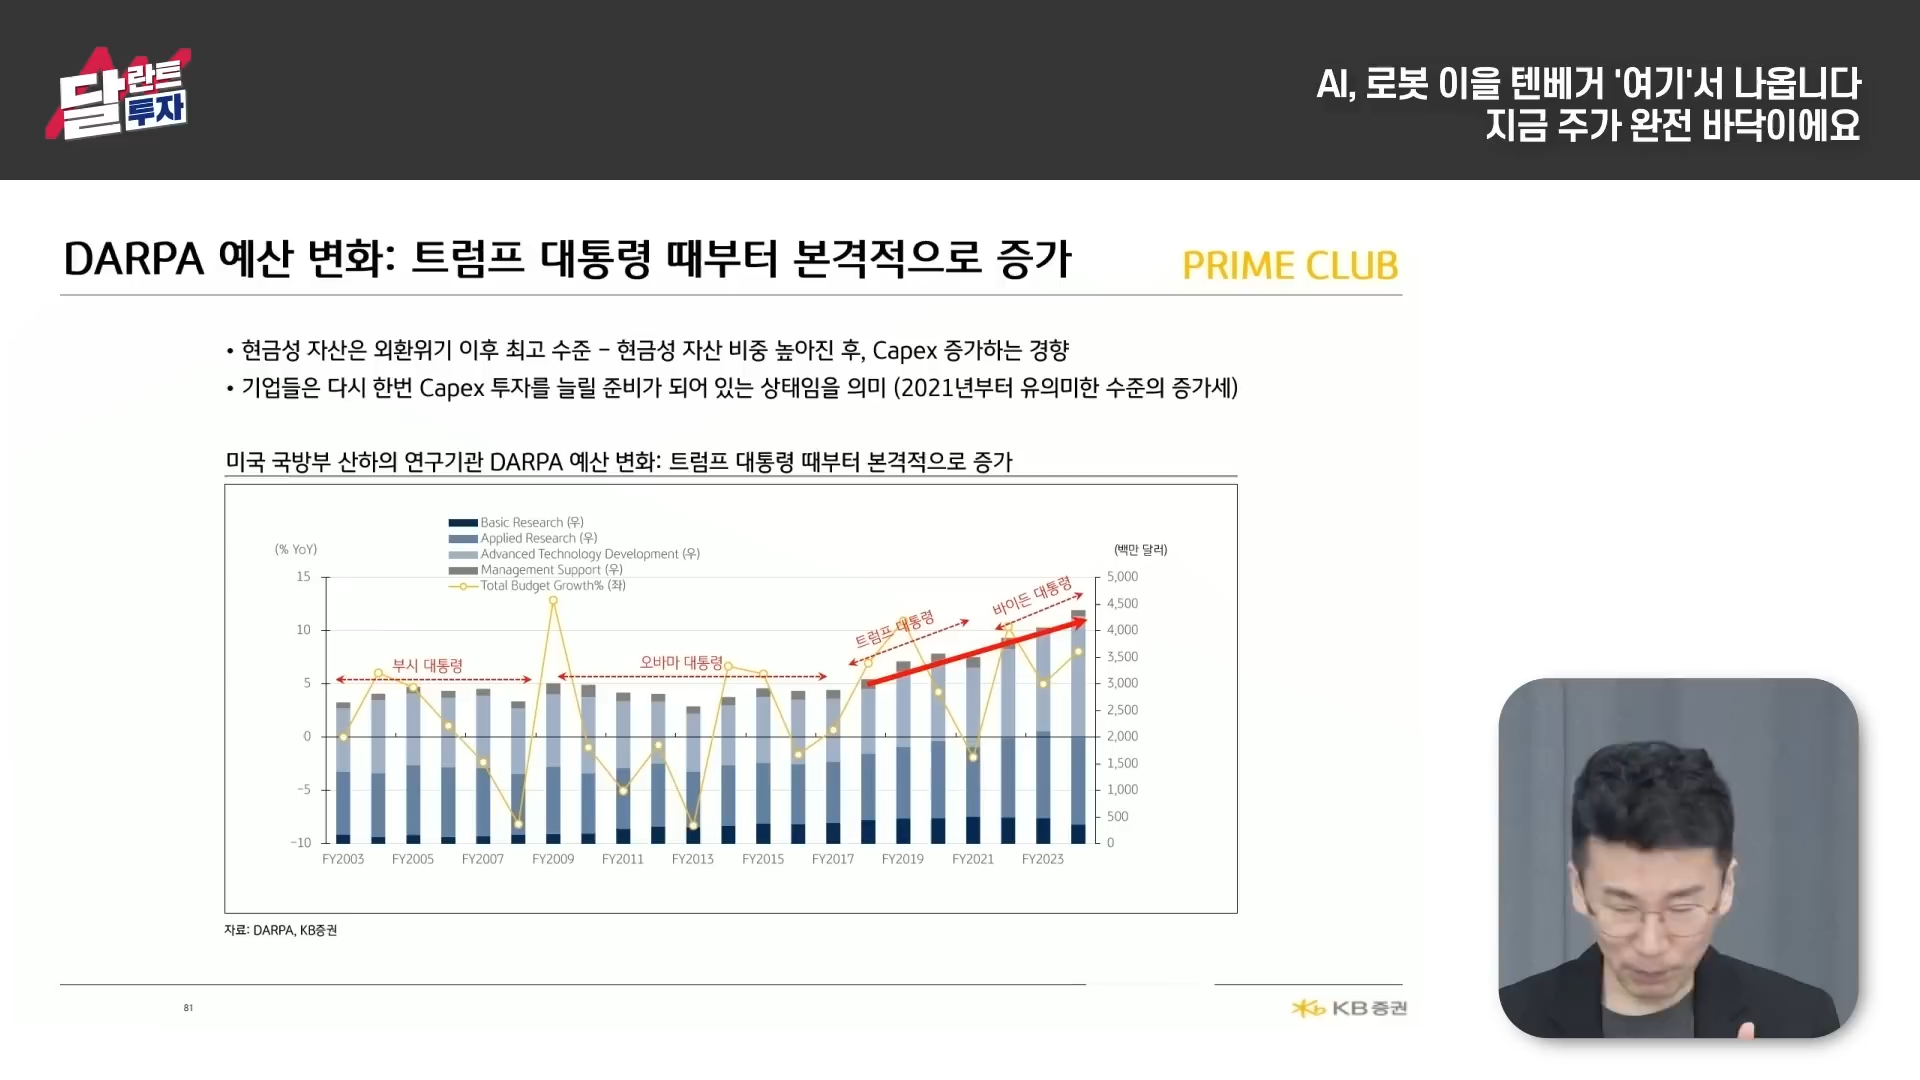 달란트
투자
AI, 로봇 이을 텐베거 '여기'서 나옵니다
지금 주가 완전 바닥이에요
DARPA 예산 변화: 트럼프 대통령 때부터 본격적으로 증가
PRIME CLUB
• 현금성 자산은 외환위기 이후 최고 수준 – 현금성 자산 비중 높아진 후, Capex 증가하는 경향
• 기업들은 다시 한번 Capex 투자를 늘릴 준비가 되어 있는 상태임을 의미 (2021년부터 유의미한 수준의 증가세)
미국 국방부 산하의 연구기관 DARPA 예산 변화: 트럼프 대통령 때부터 본격적으로 증가
Basic Research (우)
Applied Research (우)
Advanced Technology Development (우)
Management Support (우)
Total Budget Growth% (좌)
(% YoY)
(백만 달러)
15
10
5
0
-5
-10
5,000
4,500
4,000
3,500
3,000
2,500
2,000
1,500
1,000
500
0
부시 대통령
오바마 대통령
트럼프 대통령
바이든 대통령
FY2003 FY2005 FY2007 FY2009 FY2011 FY2013 FY2015 FY2017 FY2019 FY2021 FY2023
자료: DARPA, KB증권
81
KB증권